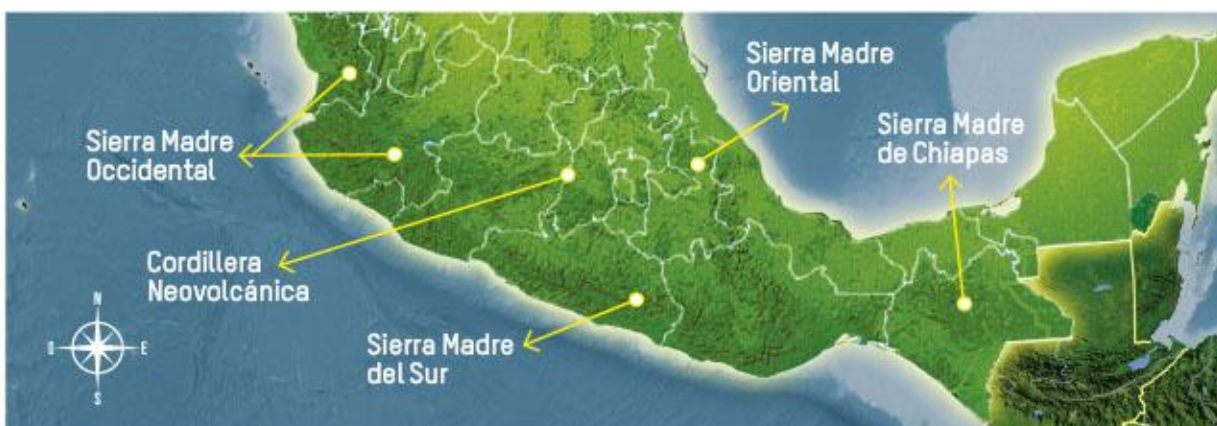 Sierra Madre
Oriental
Sierra Madre
de Chiapas
Sierra Madre
Occidental
Cordillera
Neovolcánica
Sierra Madre
del Sur
N
O
E
S